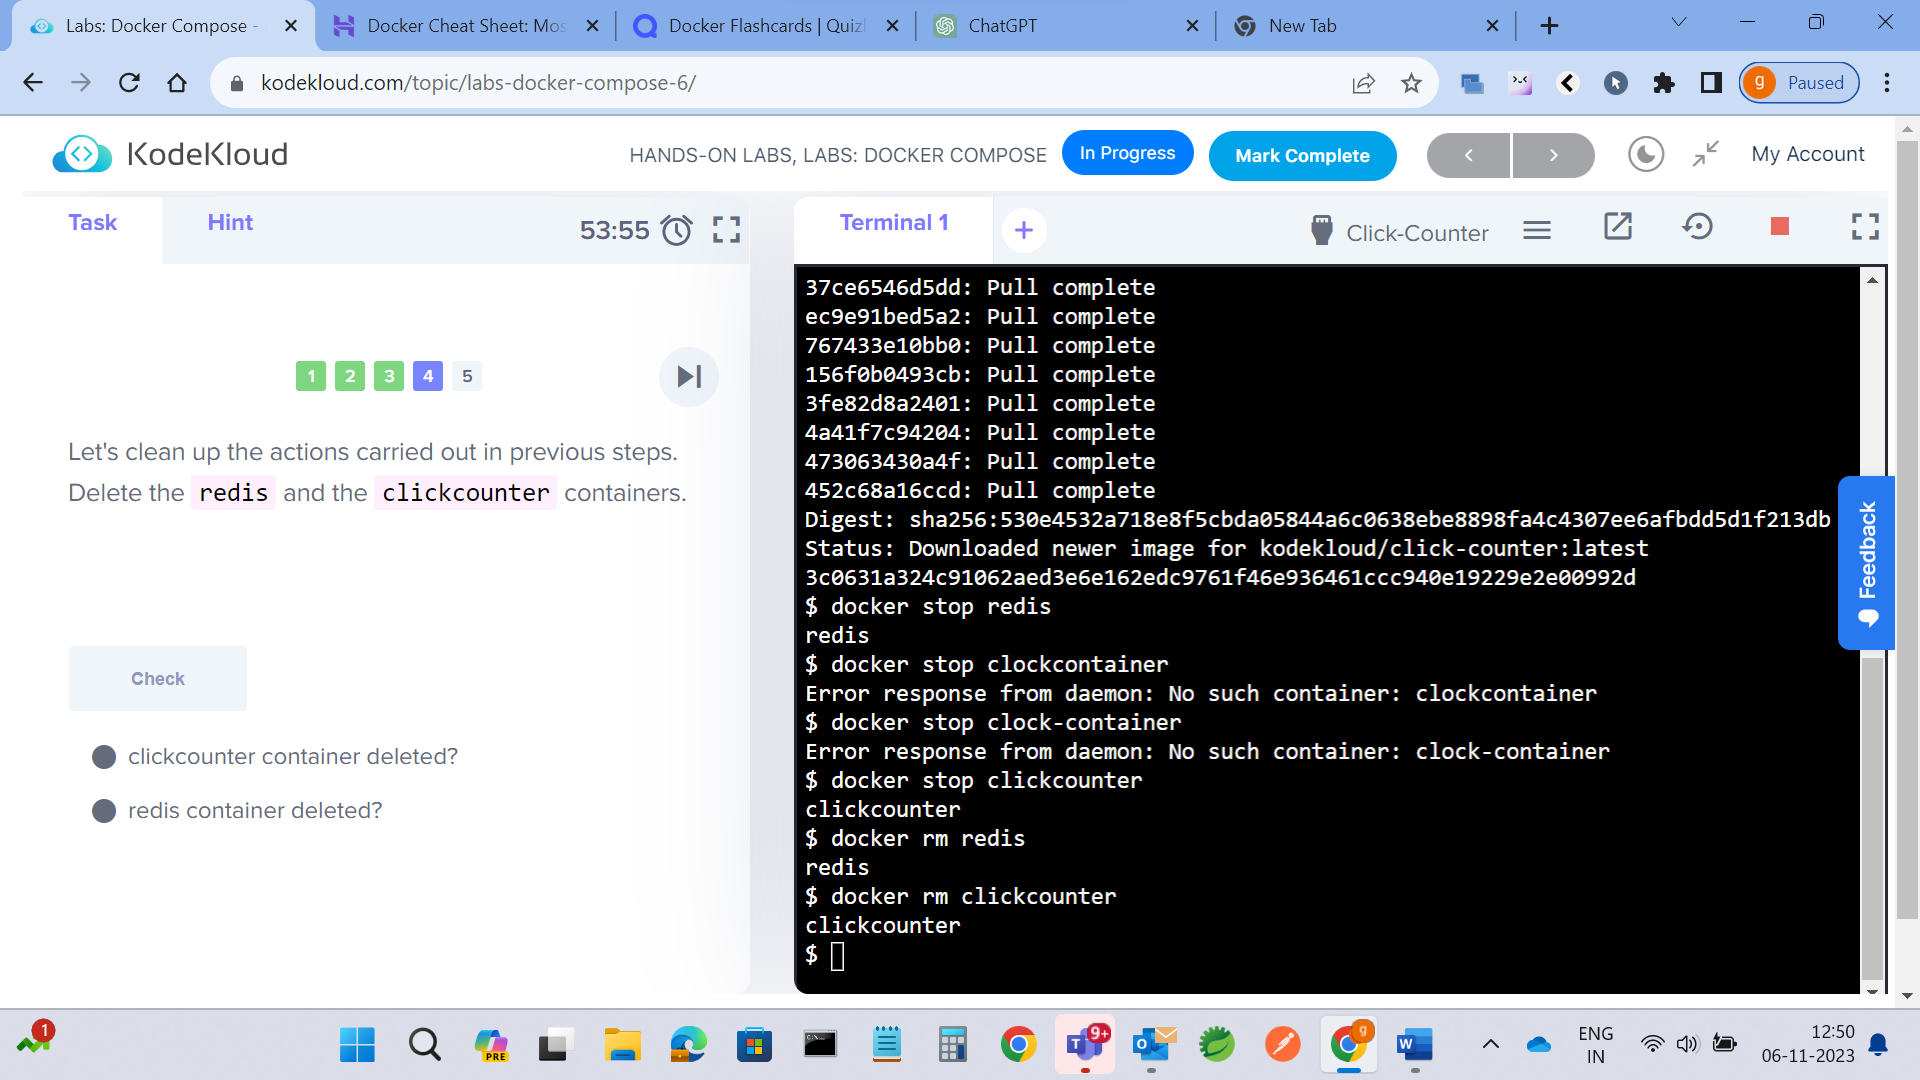 Labs: Docker Compose -
Docker Cheat Sheet: Mos
Docker Flashcards | Quiz
ChatGPT
New Tab
kodekloud.com/topic/labs-docker-compose-6/
g Paused
KodeKloud
HANDS-ON LABS, LABS: DOCKER COMPOSE
In Progress
Mark Complete
My Account
Task
Hint
53:55
Terminal 1
+
Click-Counter
1 2 3 4 5
Let's clean up the actions carried out in previous steps.
Delete the redis and the clickcounter containers.
Check
clickcounter container deleted?
redis container deleted?
37ce6546d5dd: Pull complete
ec9e91bed5a2: Pull complete
767433e10bb0: Pull complete
156f0b0493cb: Pull complete
3fe82d8a2401: Pull complete
4a41f7c94204: Pull complete
473063430a4f: Pull complete
452c68a16ccd: Pull complete
Digest: sha256:530e4532a718e8f5cbda05844a6c0638ebe8898fa4c4307ee6afbdd5d1f213db
Status: Downloaded newer image for kodekloud/click-counter:latest
3c0631a324c91062aed3e6e162edc9761f46e936461ccc940e19229e2e00992d
$ docker stop redis
redis
$ docker stop clockcontainer
Error response from daemon: No such container: clockcontainer
$ docker stop clock-container
Error response from daemon: No such container: clock-container
$ docker stop clickcounter
clickcounter
$ docker rm redis
redis
$ docker rm clickcounter
clickcounter
$
Feedback
1
PRE
9+
g
ENG
IN
12:50
06-11-2023